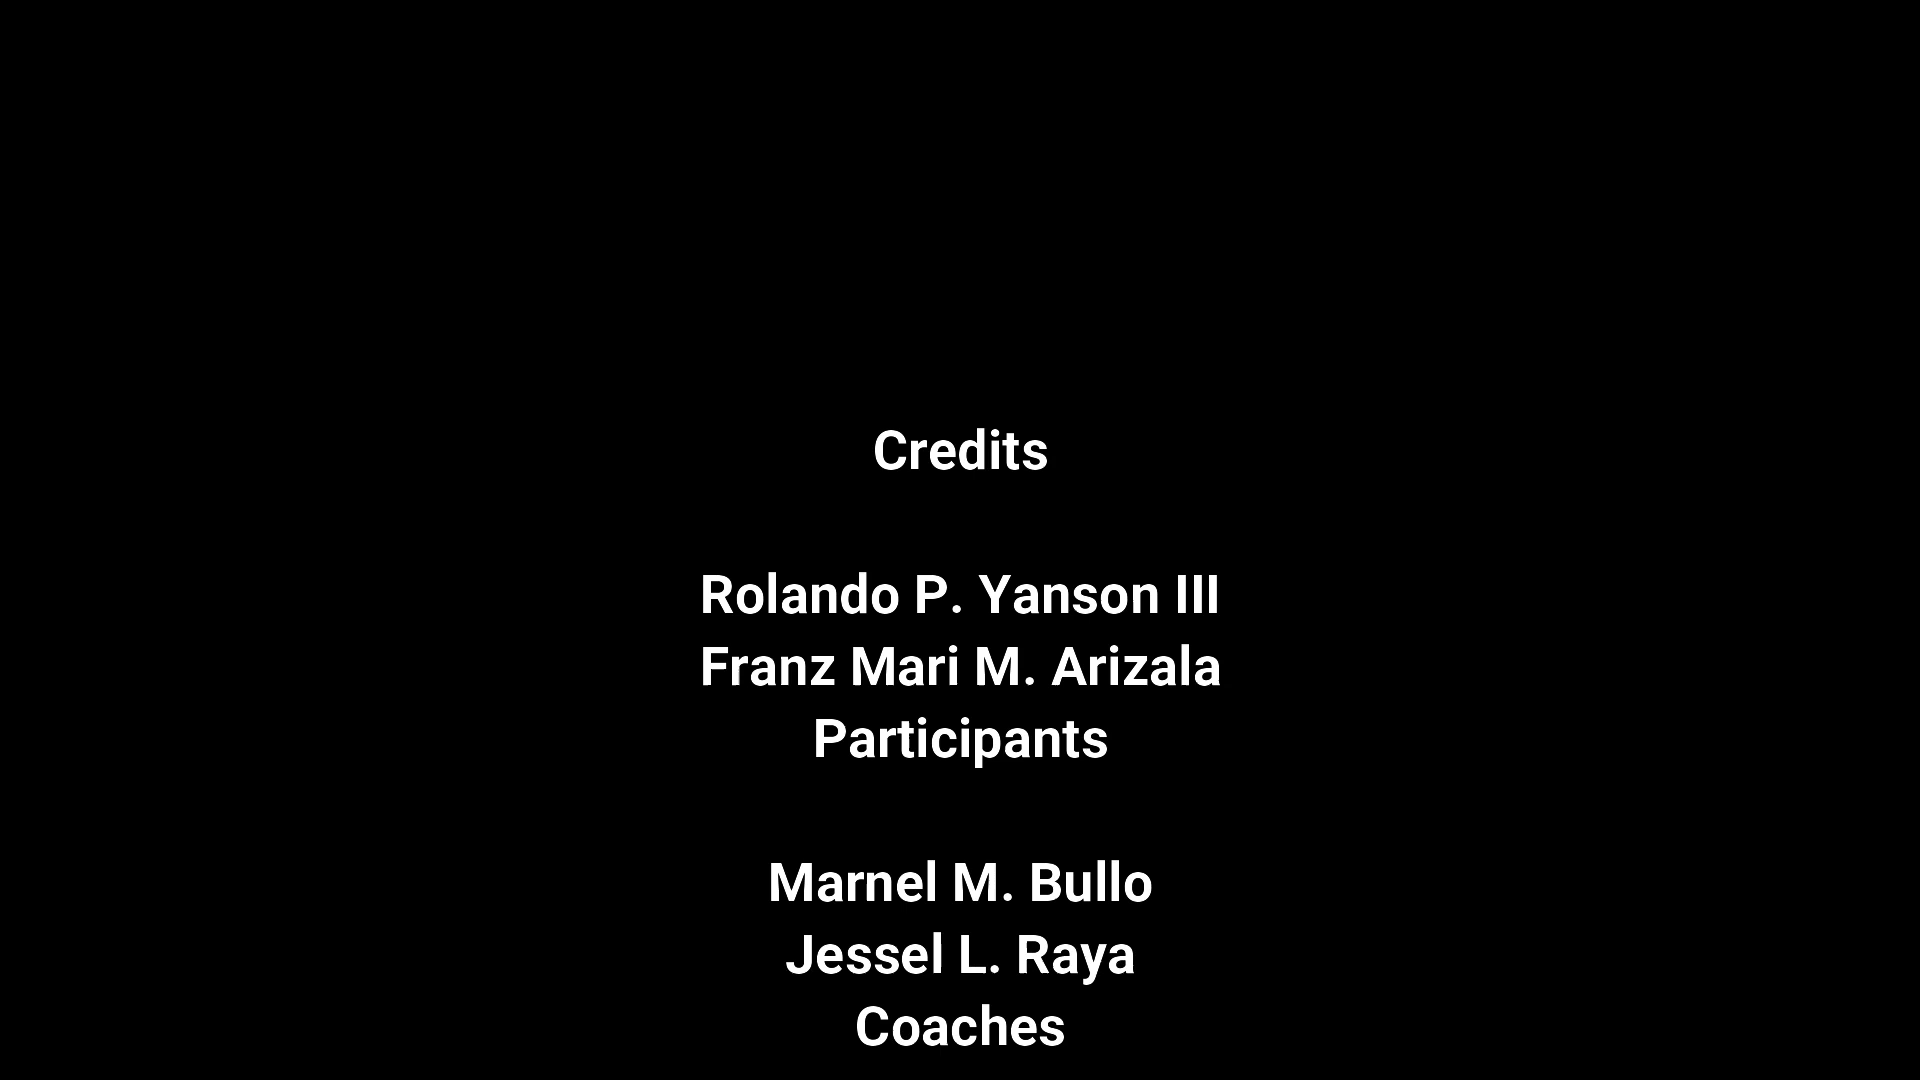 Credits
Rolando P. Yanson III
Franz Mari M. Arizala
Participants
Marnel M. Bullo
Jessel L. Raya
Coaches